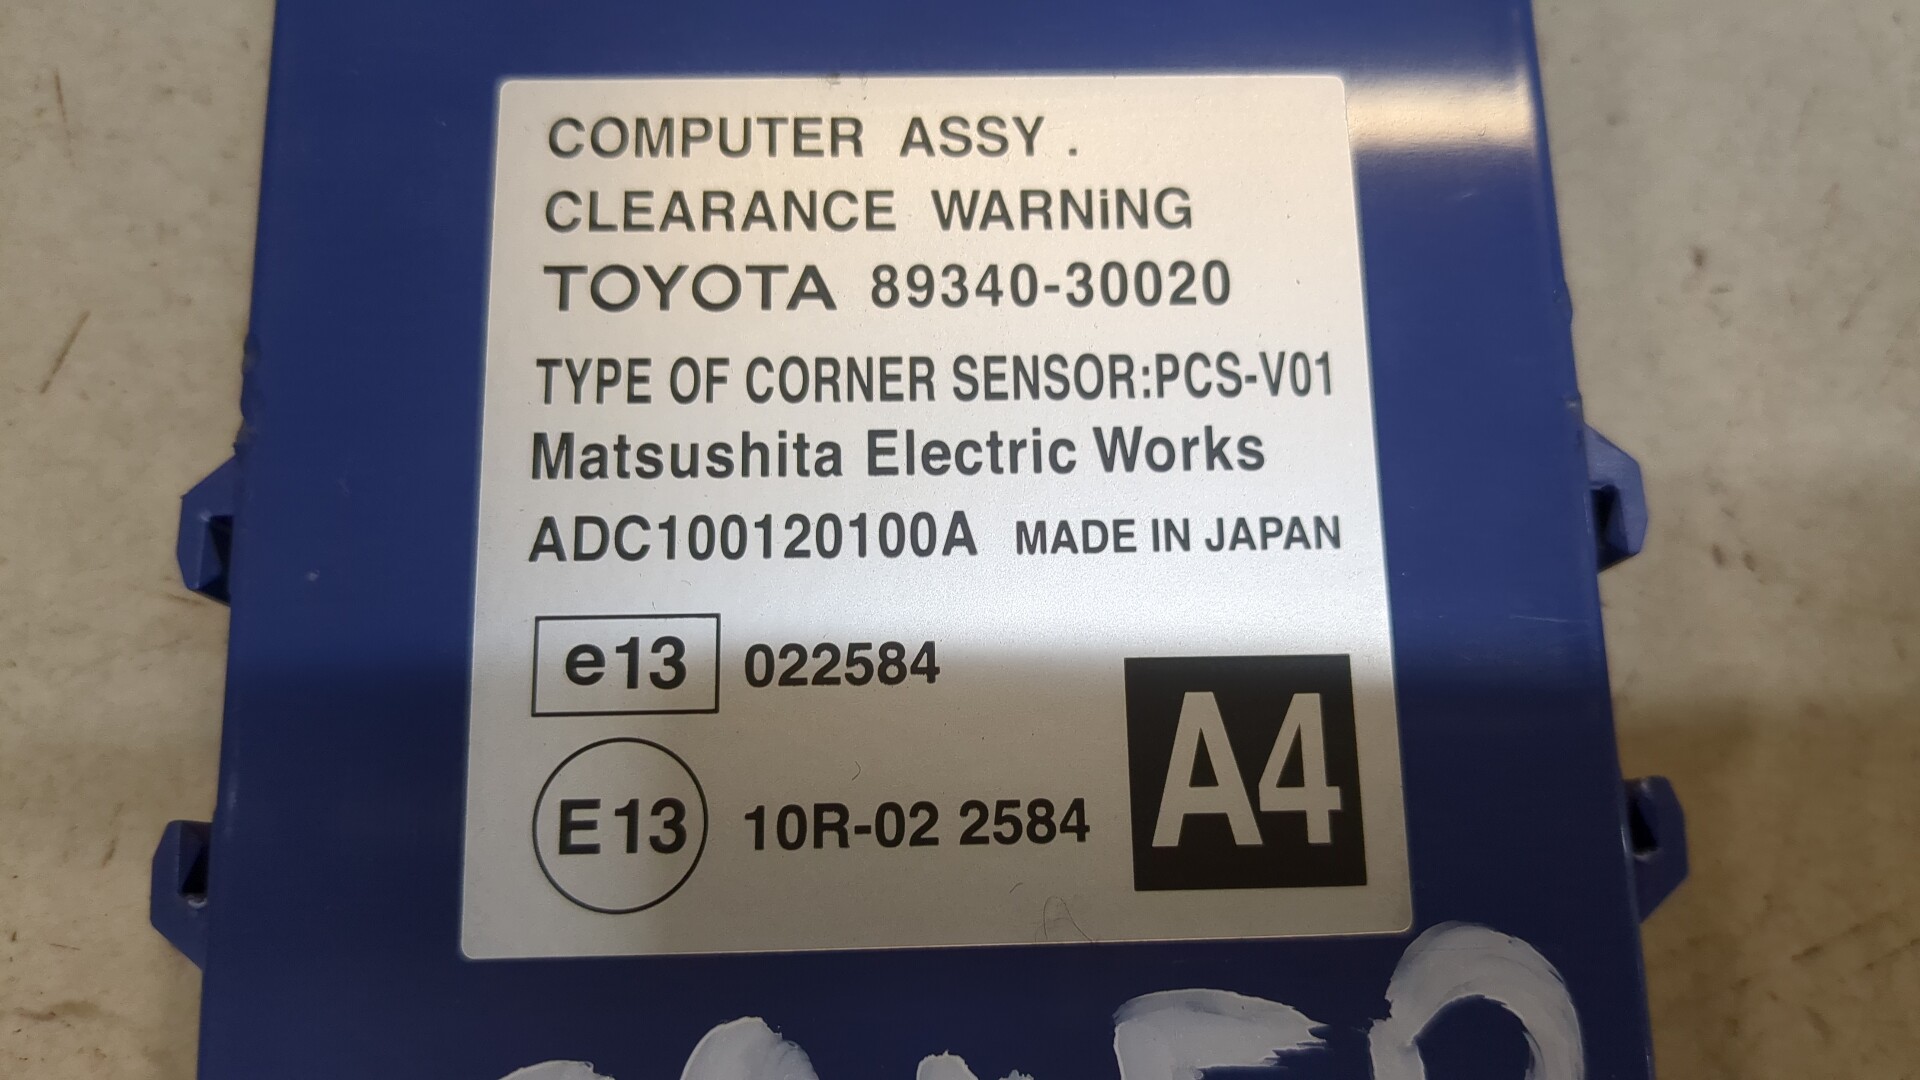 COMPUTER ASSY.
CLEARANCE WARNiNG
TOYOTA 89340-30020
TYPE OF CORNER SENSOR:PCS-V01
Matsushita Electric Works
ADC100120100A MADE IN JAPAN
e13 022584
E13 10R-02 2584
A4